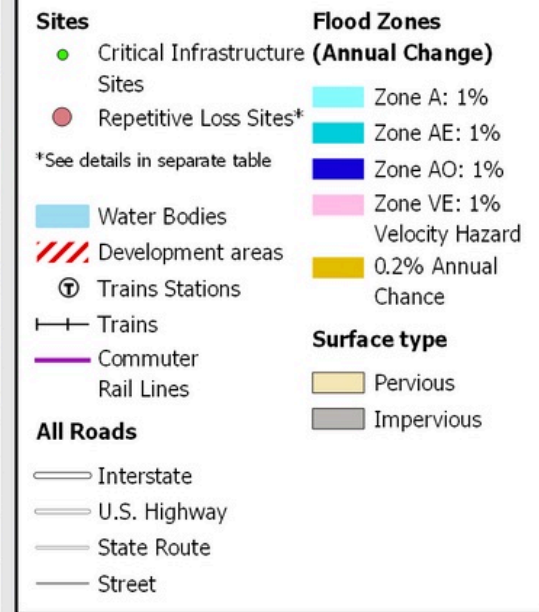 Sites
Critical Infrastructure
Sites
Repetitive Loss Sites*
*See details in separate table
Water Bodies
Development areas
T
Trains Stations
Trains
Commuter
Rail Lines
All Roads
Interstate
U.S. Highway
State Route
Street
Flood Zones
(Annual Change)
Zone A: 1%
Zone AE: 1%
Zone AO: 1%
Zone VE: 1%
Velocity Hazard
0.2% Annual
Chance
Surface type
Pervious
Impervious